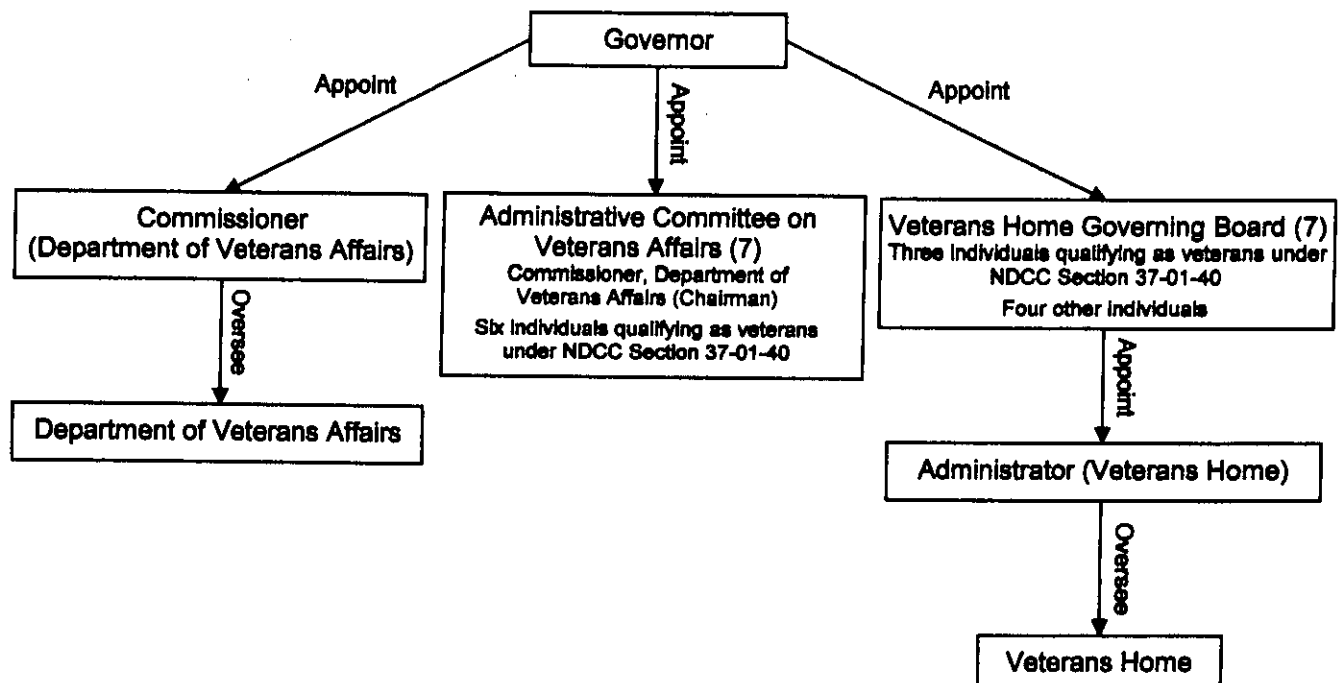 Governor
Appoint
Appoint
Appoint
Commissioner
(Department of Veterans Affairs)
Administrative Committee on
Veterans Affairs (7)
Commissioner, Department of
Veterans Affairs (Chairman)
Six individuals qualifying as veterans
under NDCC Section 37-01-40
Veterans Home Governing Board (7)
Three individuals qualifying as veterans under
NDCC Section 37-01-40
Four other individuals
Oversee
Appoint
Department of Veterans Affairs
Administrator (Veterans Home)
Oversee
Veterans Home